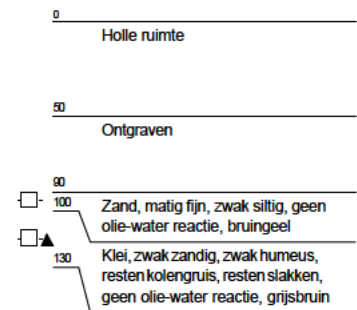 0
Holle ruimte
50
Ontgraven
90
100
Zand, matig fijn, zwak siltig, geen
olie-water reactie, bruingeel
130
Klei, zwak zandig, zwak humeus,
resten kolengruis, resten slakken,
geen olie-water reactie, grijsbruin